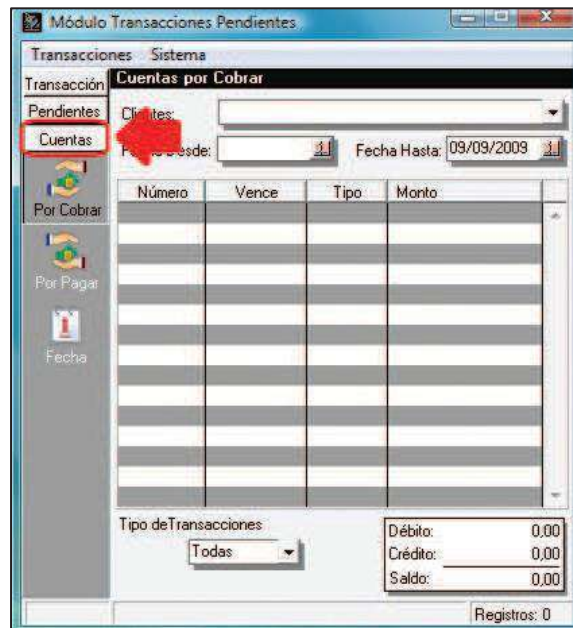 Módulo Transacciones Pendientes
Transacciones Sistema
Transacción
Pendientes
Cuentas
Por Cobrar
Por Pagar
Fecha
Cuentas por Cobrar
Clientes:
Desde:
Fecha Hasta: 09/09/2009
Número Vence Tipo Monto
Tipo deTransacciones
Todas
Débito: 0,00
Crédito: 0,00
Saldo: 0,00
Registros: 0